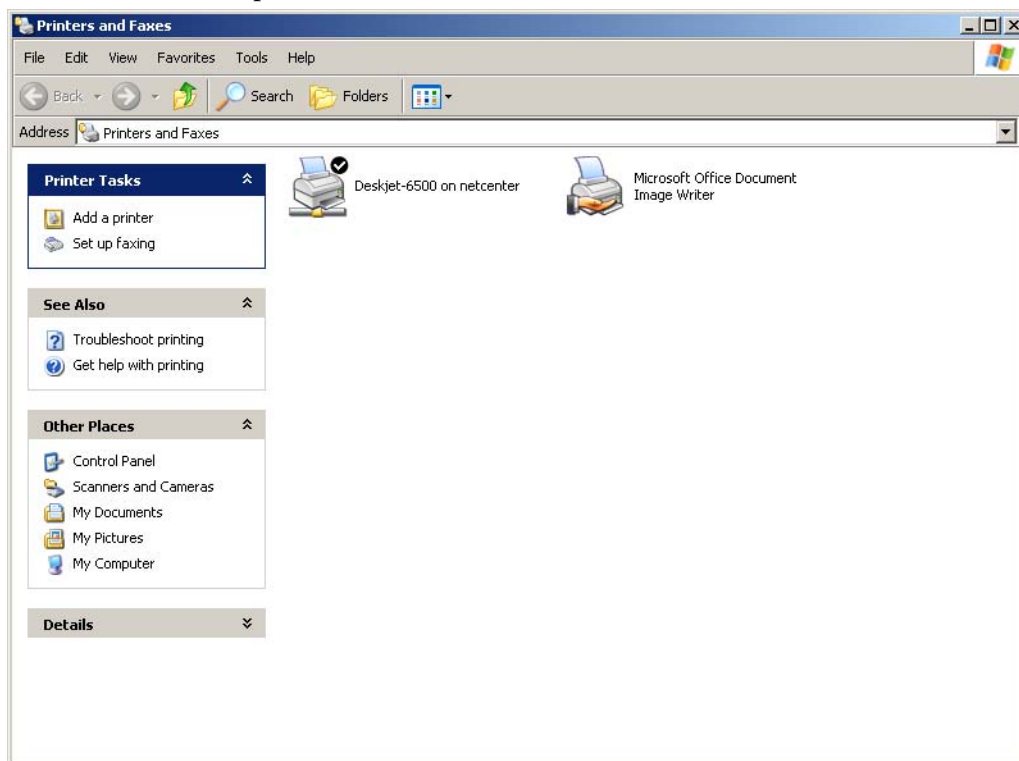 Printers and Faxes
File Edit View Favorites Tools Help
Back Search Folders
Address Printers and Faxes
Printer Tasks
Add a printer
Set up faxing
See Also
Troubleshoot printing
Get help with printing
Other Places
Control Panel
Scanners and Cameras
My Documents
My Pictures
My Computer
Details
Deskjet-6500 on netcenter
Microsoft Office Document
Image Writer